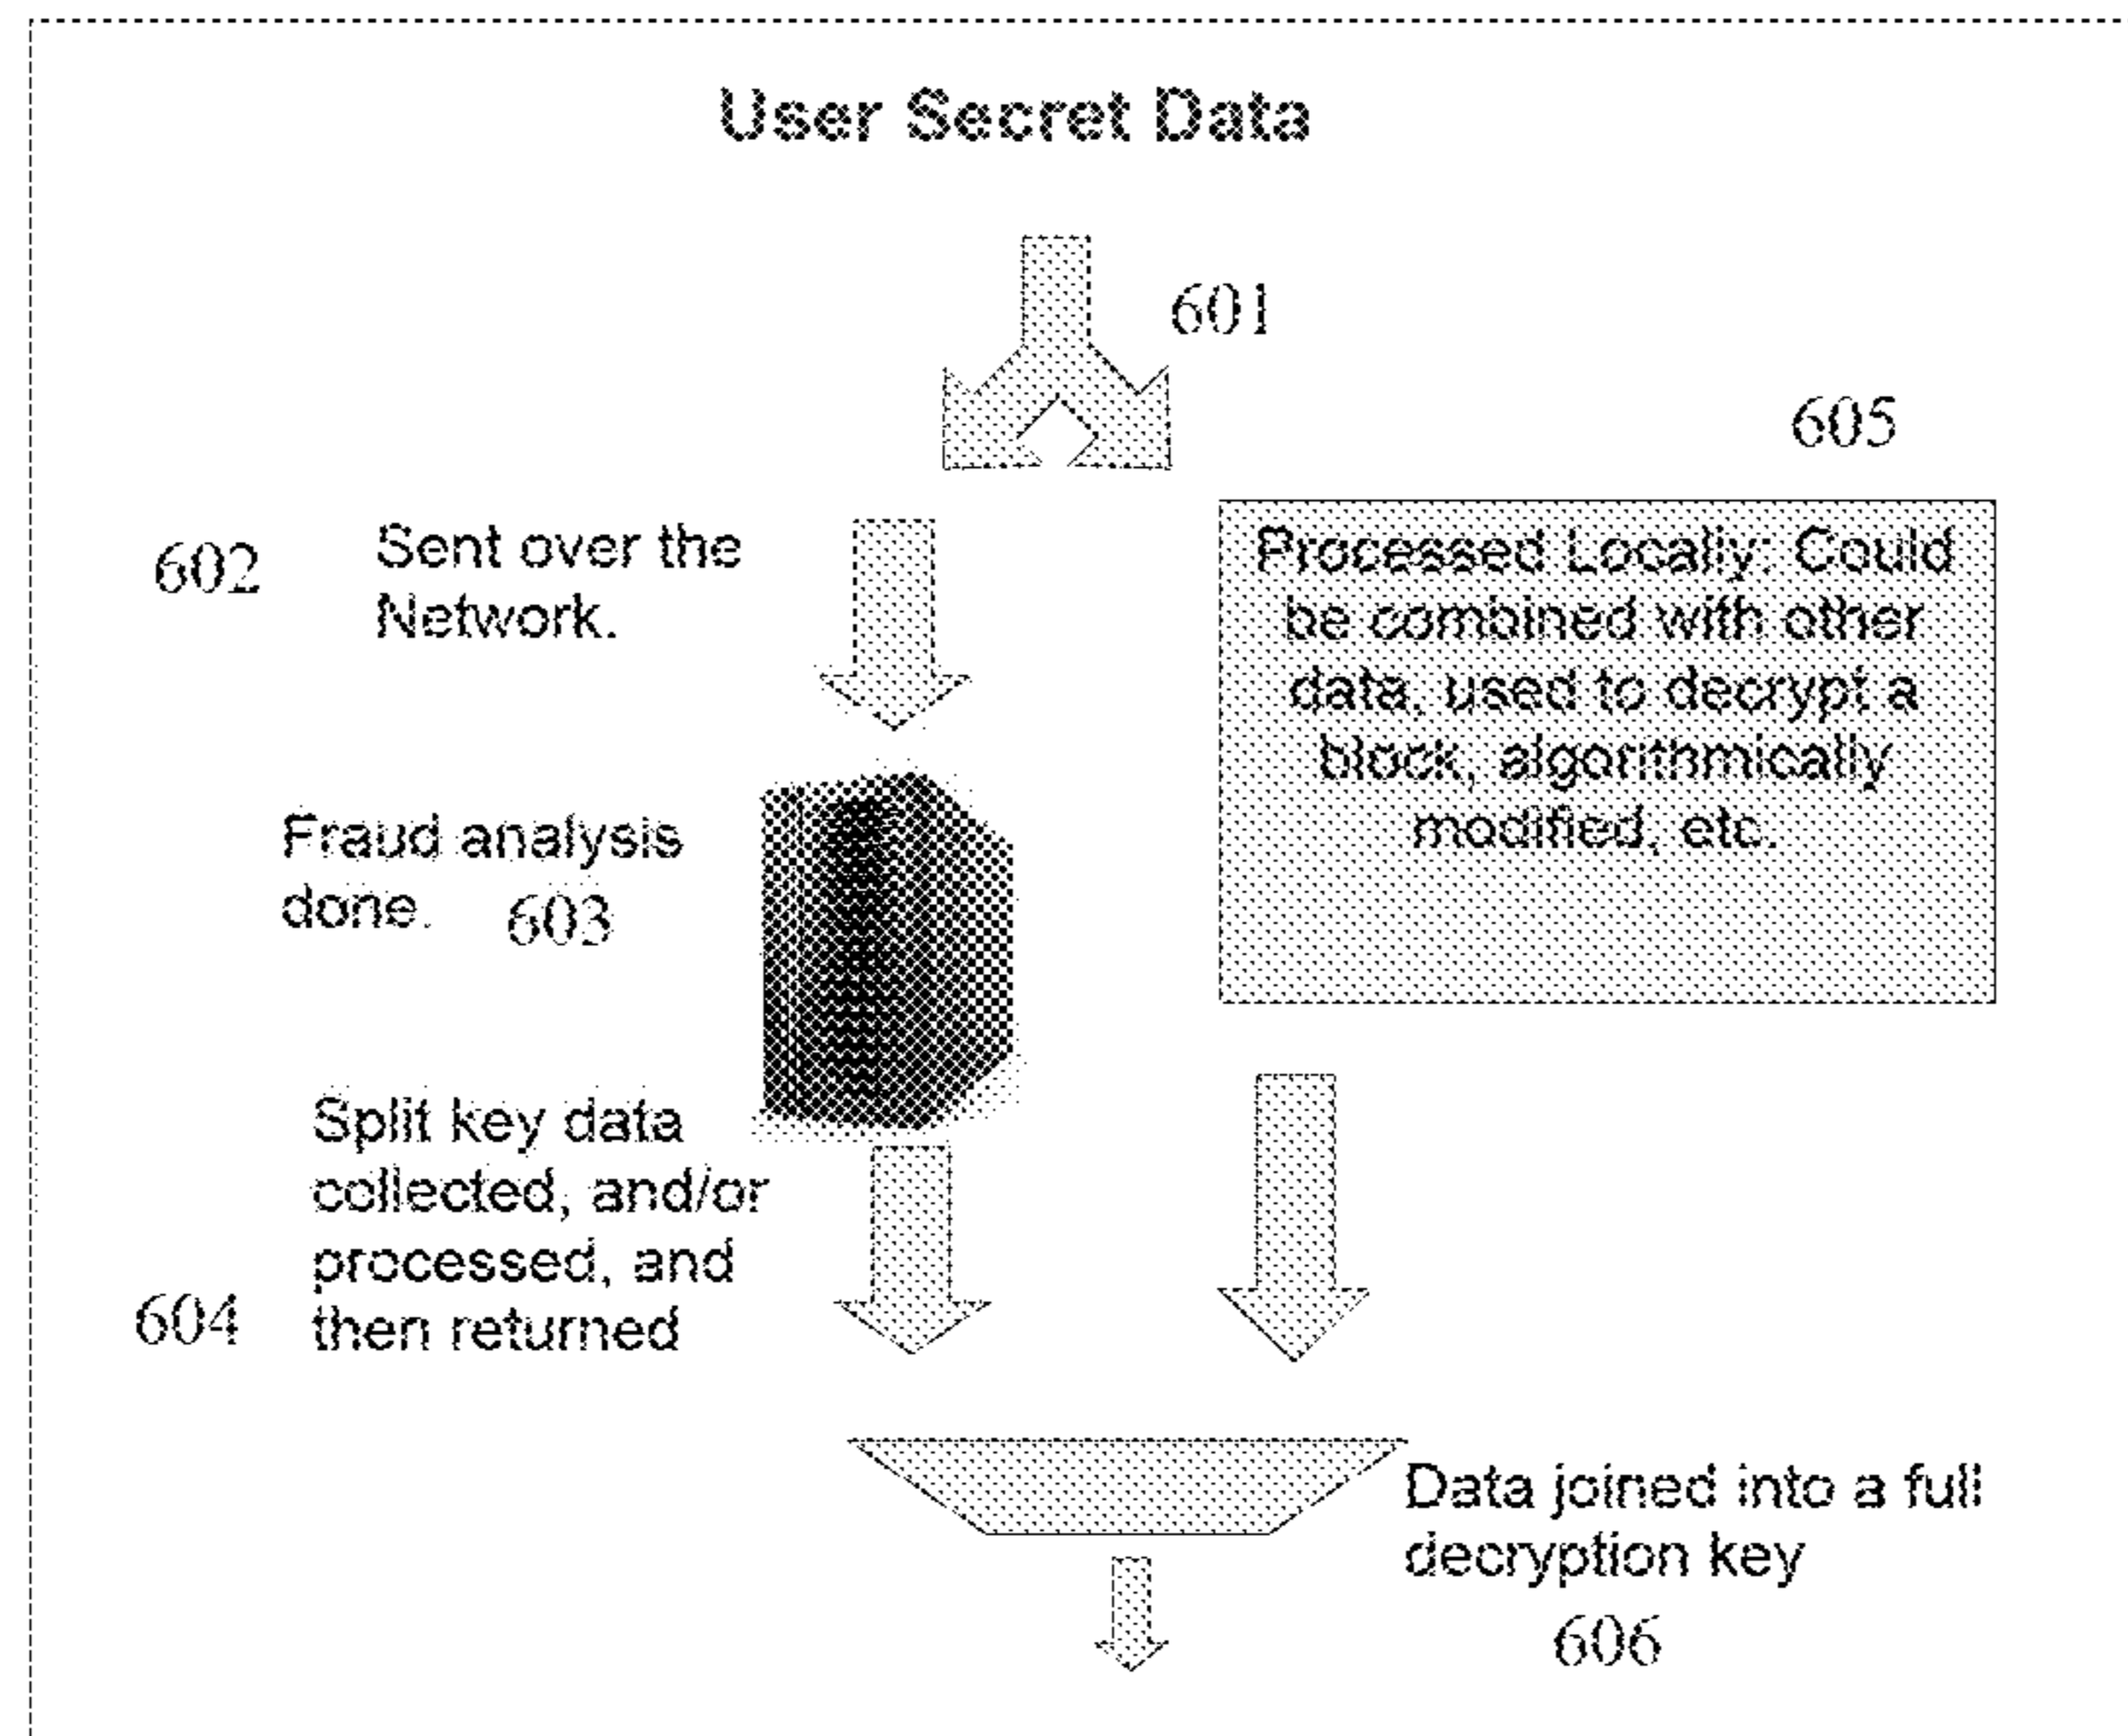 User Secret Data
601
605
602
Sent over the
Network.
Processed Locally: Could
be combined with other
data, used to decrypt a
block, algorithmically
modified, etc.
Fraud analysis
done.
603
Split key data
collected, and/or
processed, and
then returned
604
Data joined into a full
decryption key
606